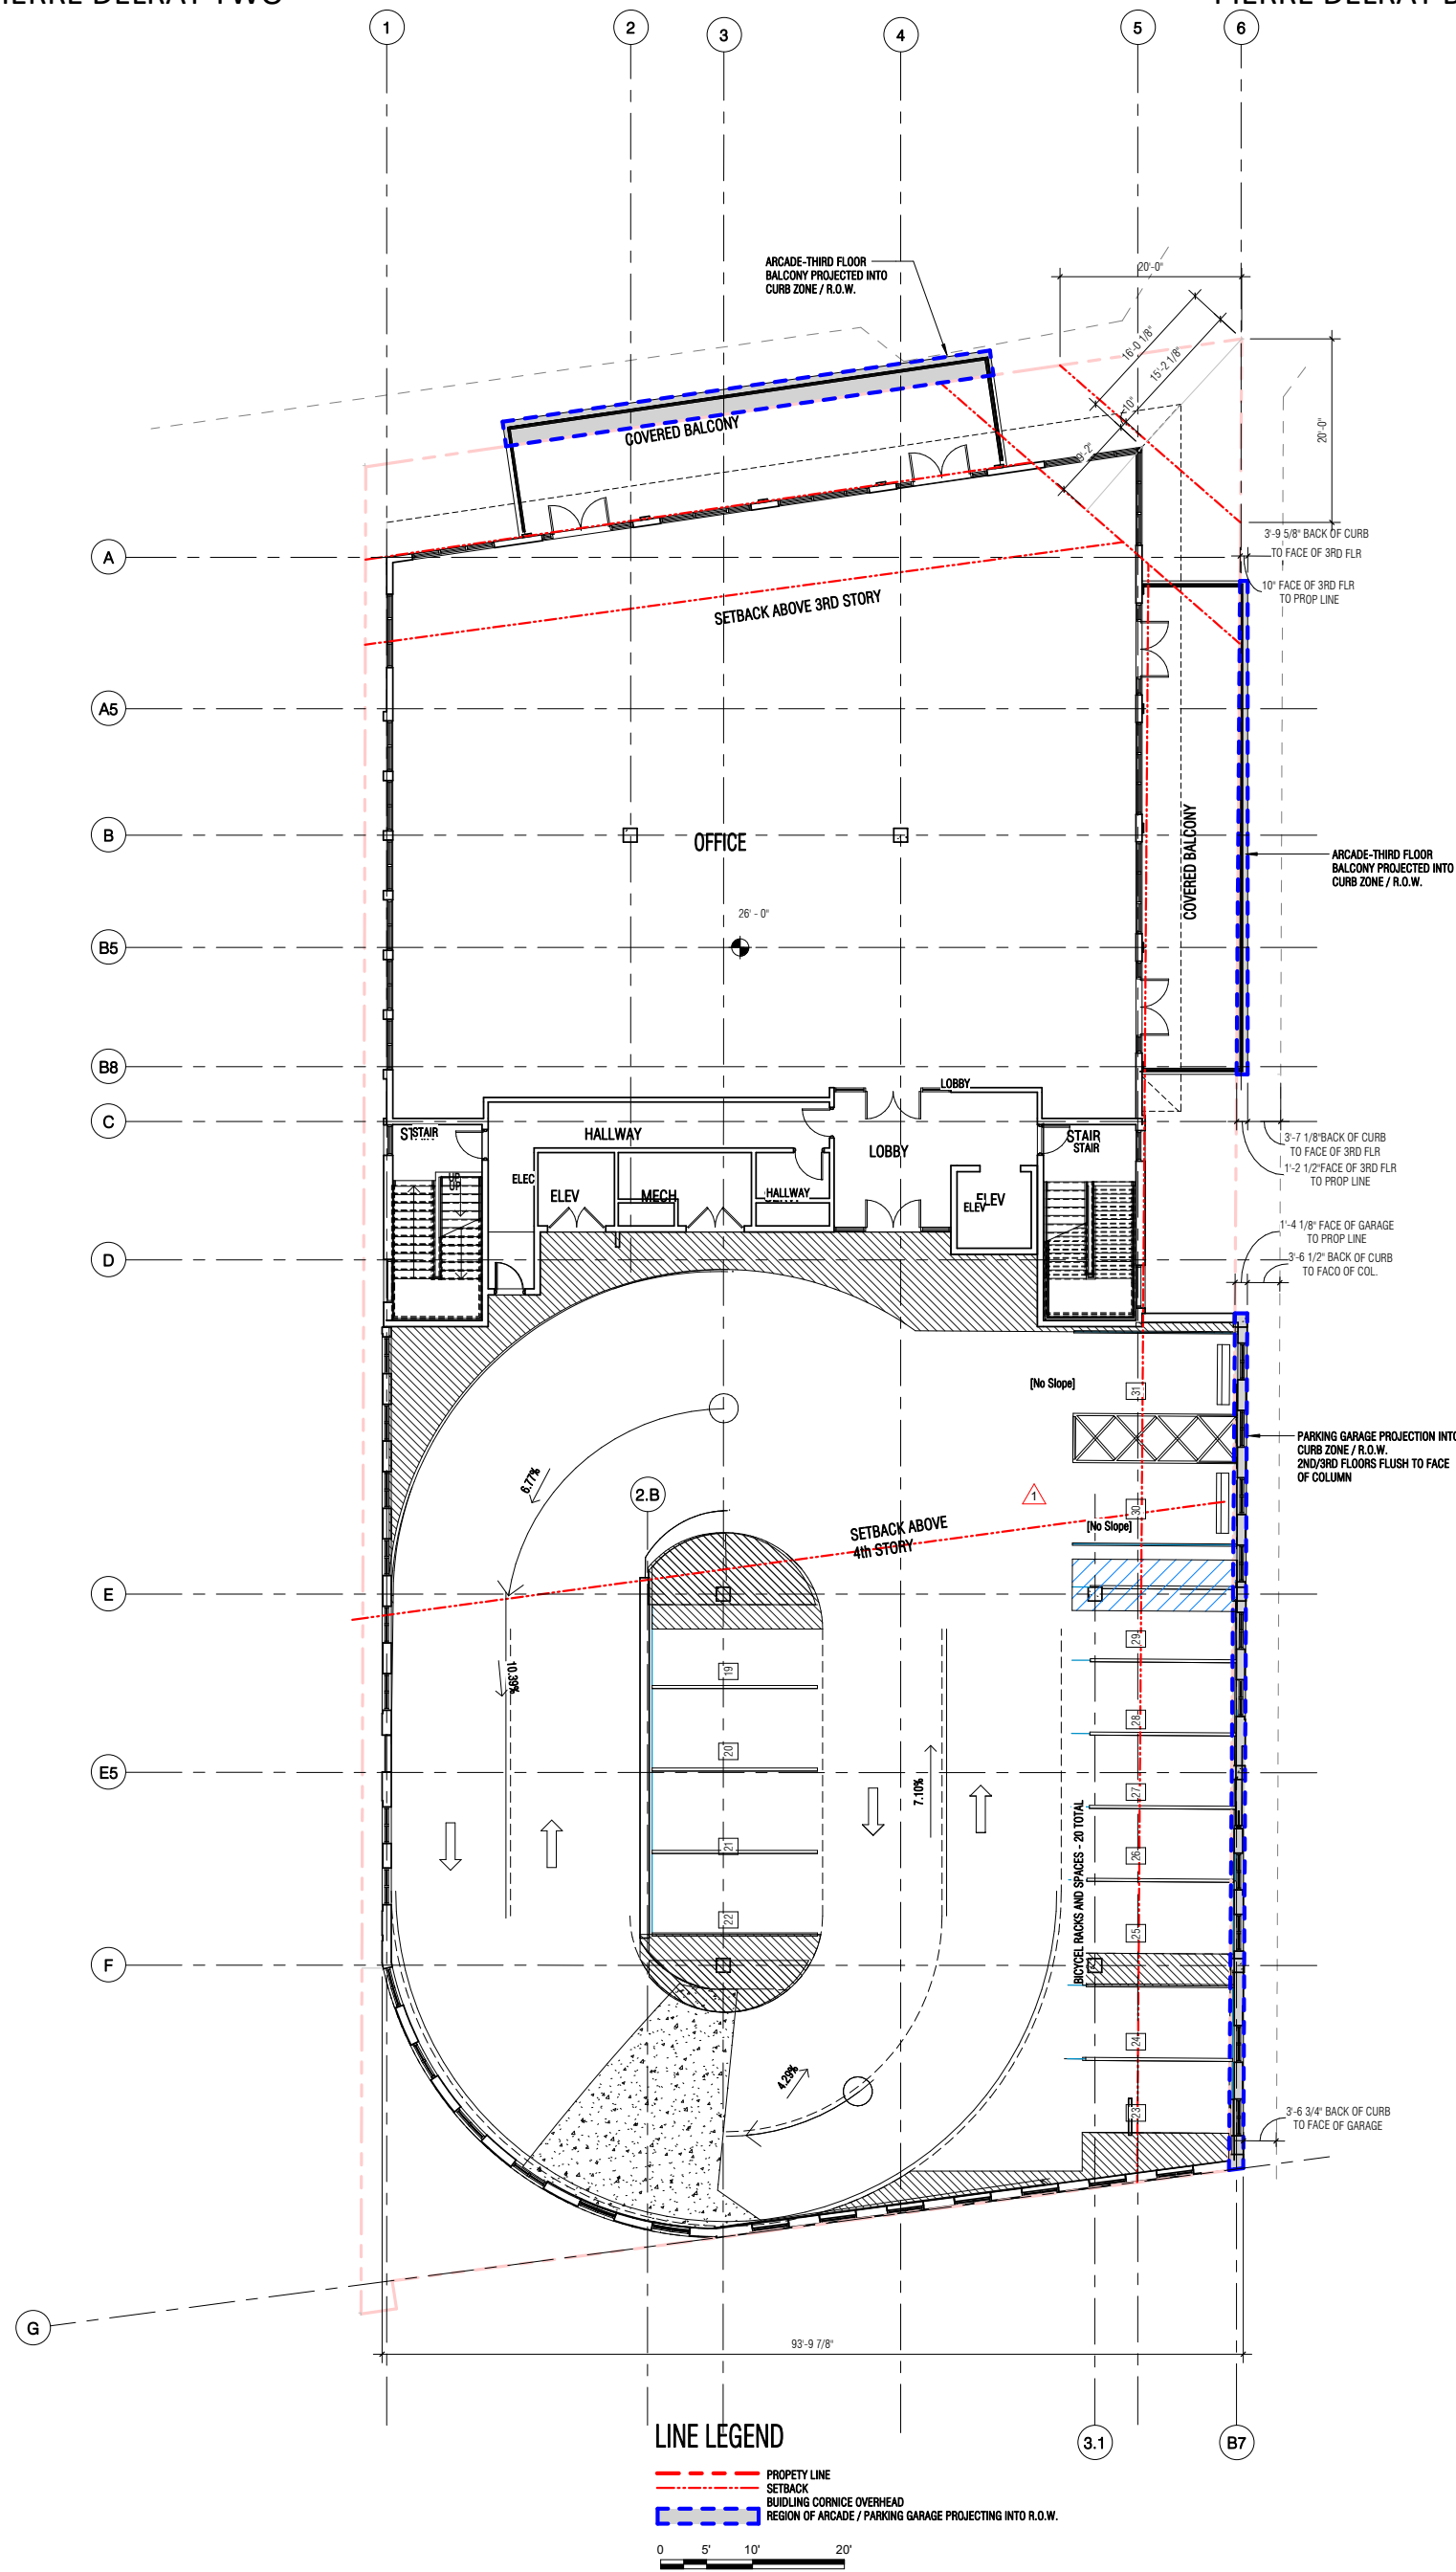 1
2
3
4
5
6
ARCADE-THIRD FLOOR
BALCONY PROJECTED INTO
CURB ZONE / R.O.W.
20'-0"
16'-0 1/8"
15'-2 1/8"
10"
20'-0"
COVERED BALCONY
3'-9 5/8" BACK OF CURB
TO FACE OF 3RD FLR
10" FACE OF 3RD FLR
TO PROP LINE
A
SETBACK ABOVE 3RD STORY
A5
B
OFFICE
COVERED BALCONY
ARCADE-THIRD FLOOR
BALCONY PROJECTED INTO
CURB ZONE / R.O.W.
26' - 0"
B5
B8
LOBBY
C
STAIR
HALLWAY
LOBBY
STAIR
STAIR
3'-7 1/8"BACK OF CURB
TO FACE OF 3RD FLR
1'-2 1/2"FACE OF 3RD FLR
TO PROP LINE
UP
UP
ELEC
ELEV
MECH
HALLWAY
ELEV
ELEV
1'-4 1/8" FACE OF GARAGE
TO PROP LINE
3'-6 1/2" BACK OF CURB
TO FACO OF COL.
D
[No Slope]
31
PARKING GARAGE PROJECTION INTO
CURB ZONE / R.O.W.
2ND/3RD FLOORS FLUSH TO FACE
OF COLUMN
6.77%
2.B
1
30
[No Slope]
SETBACK ABOVE
4th STORY
E
29
10.39%
19
28
20
E5
27
7.10%
21
26
BICYCEL RACKS AND SPACES - 20 TOTAL
22
25
F
24
4.29%
23
3'-6 3/4" BACK OF CURB
TO FACE OF GARAGE
G
93'-9 7/8"
3.1
B7
LINE LEGEND
PROPETY LINE
SETBACK
BUIDLING CORNICE OVERHEAD
REGION OF ARCADE / PARKING GARAGE PROJECTING INTO R.O.W.
0 5' 10' 20'